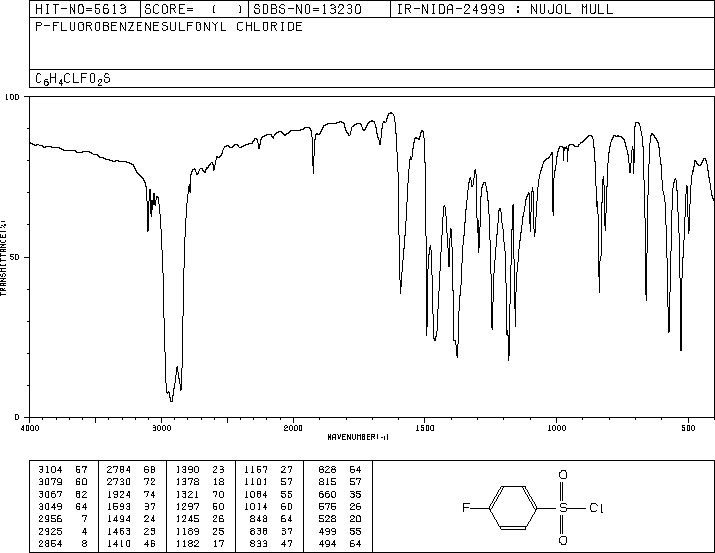 HIT-NO=5613 SCORE= ( ) SDBS-NO=13230 IR-NIDA-24999 : NUJOL MULL
P-FLUOROBENZENESULFONYL CHLORIDE
C6H4CLFO2S
100
50
0
TRANSMITTANCE(%)
4000 3000 2000 1500 1000 500
WAVENUMBER(-1)
3104 57 2784 68 1390 23 1157 27 828 64
3079 60 2730 72 1378 18 1101 57 815 57
3067 62 1924 74 1321 70 1084 55 660 35
3049 64 1593 37 1297 60 1014 60 575 26
2956 7 1494 24 1245 26 848 64 528 20
2925 4 1463 23 1189 25 838 37 499 55
2854 8 1410 46 1182 17 833 47 494 64
O
F S Cl
O